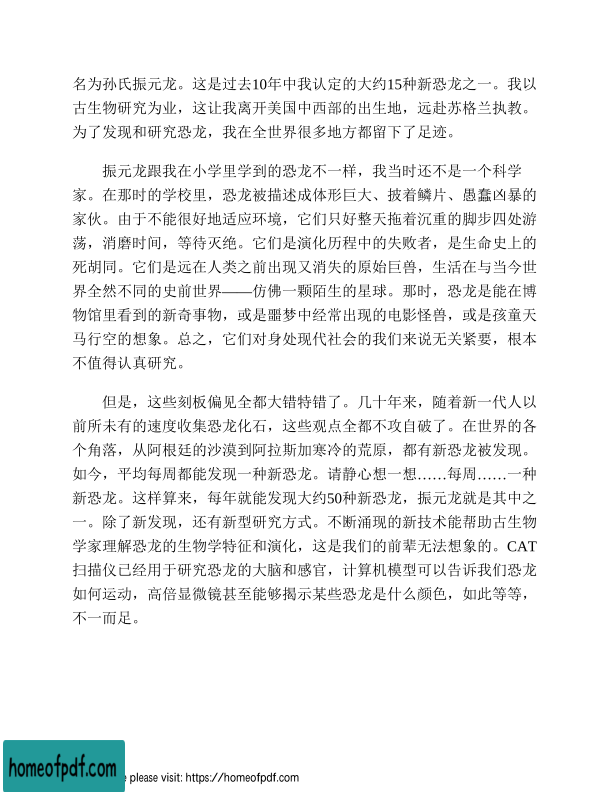 名为孙氏振元龙。这是过去10年中我认定的大约15种新恐龙之一。我以
古生物研究为业，这让我离开美国中西部的出生地，远赴苏格兰执教。
为了发现和研究恐龙，我在全世界很多地方都留下了足迹。
振元龙跟我在小学里学到的恐龙不一样，我当时还不是一个科学
家。在那时的学校里，恐龙被描述成体形巨大、披着鳞片、愚蠢凶暴的
家伙。由于不能很好地适应环境，它们只好整天拖着沉重的脚步四处游
荡，消磨时间，等待灭绝。它们是演化历程中的失败者，是生命史上的
死胡同。它们是远在人类之前出现又消失的原始巨兽，生活在与当今世
界全然不同的史前世界——仿佛一颗陌生的星球。那时，恐龙是能在博
物馆里看到的新奇事物，或是噩梦中经常出现的电影怪兽，或是孩童天
马行空的想象。总之，它们对身处现代社会的我们来说无关紧要，根本
不值得认真研究。
但是，这些刻板偏见全都大错特错了。几十年来，随着新一代人以
前所未有的速度收集恐龙化石，这些观点全都不攻自破了。在世界的各
个角落，从阿根廷的沙漠到阿拉斯加寒冷的荒原，都有新恐龙被发现。
如今，平均每周都能发现一种新恐龙。请静心想一想……每周……一种
新恐龙。这样算来，每年就能发现大约50种新恐龙，振元龙就是其中之
一。除了新发现，还有新型研究方式。不断涌现的新技术能帮助古生物
学家理解恐龙的生物学特征和演化，这是我们的前辈无法想象的。CAT
扫描仪已经用于研究恐龙的大脑和感官，计算机模型可以告诉我们恐龙
如何运动，高倍显微镜甚至能够揭示某些恐龙是什么颜色，如此等等，
不一而足。
homeofpdf.com
e please visit: https://homeofpdf.com